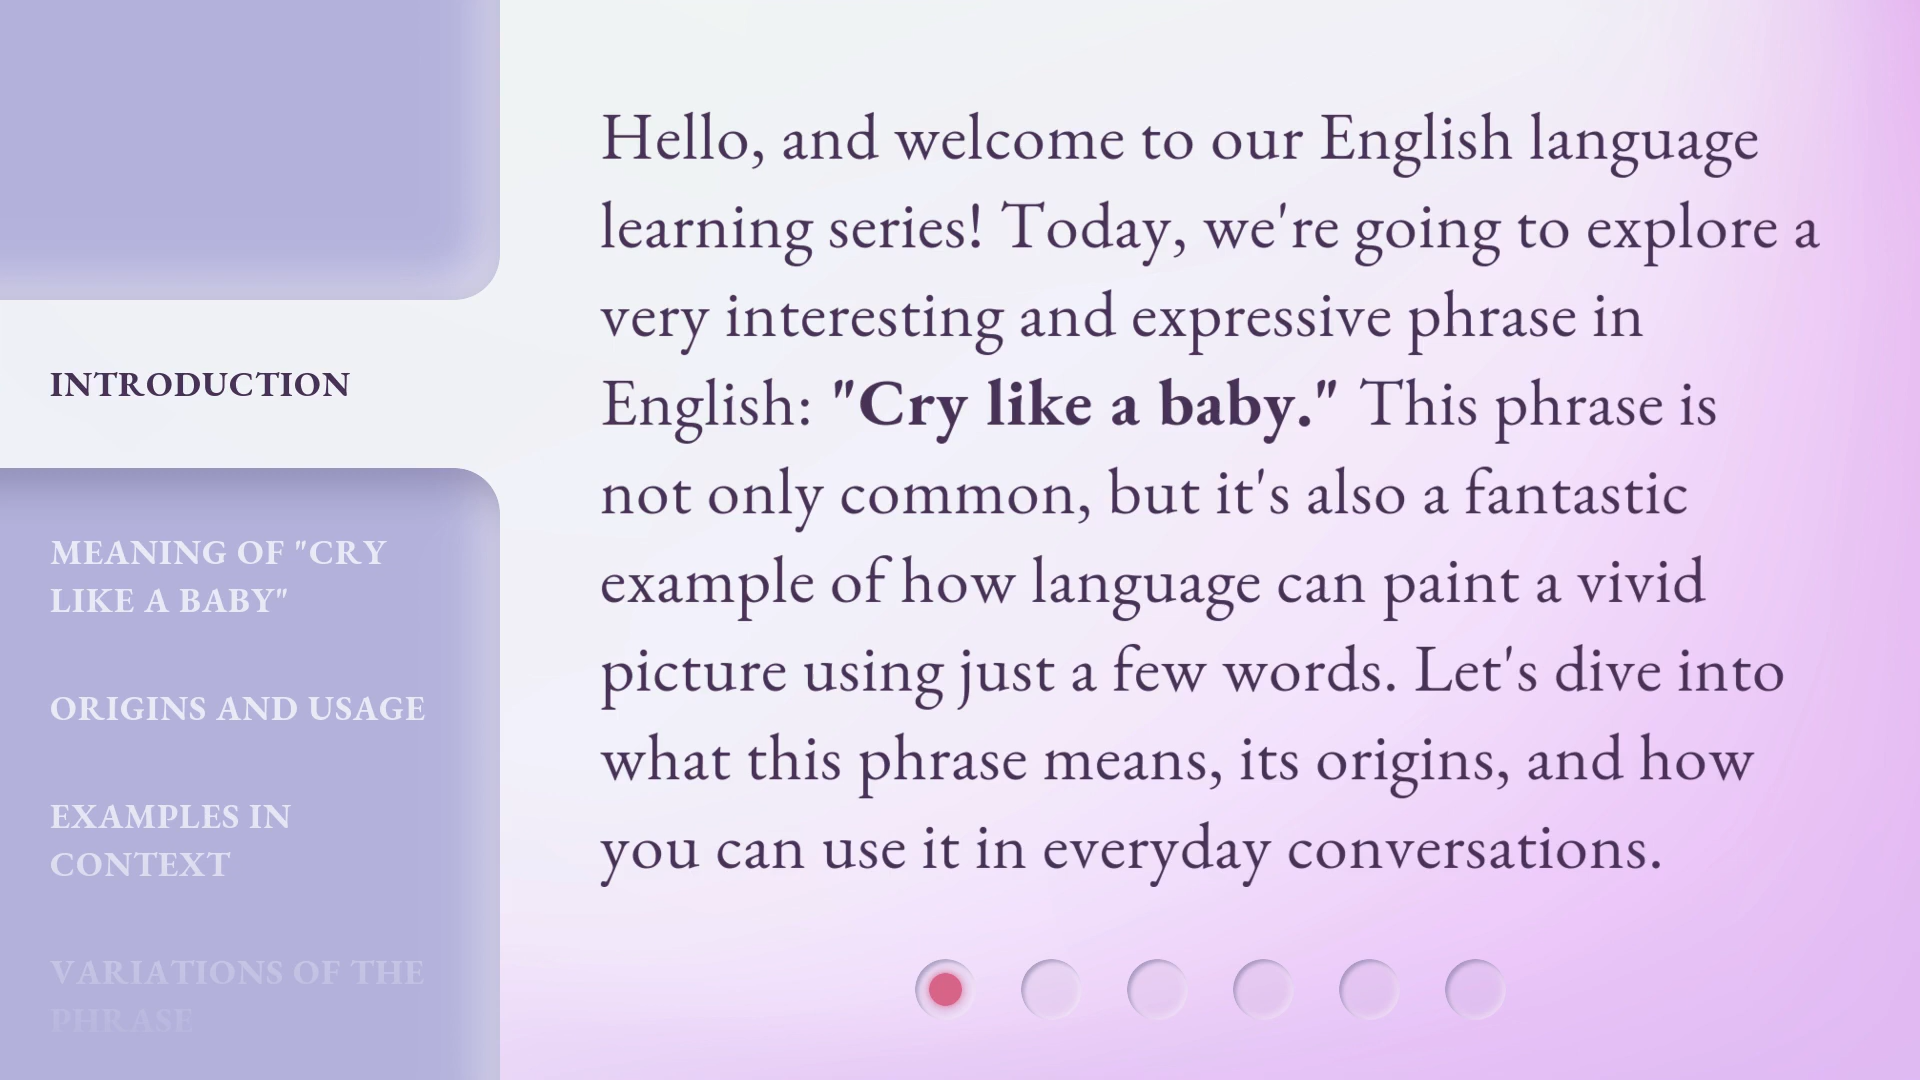 INTRODUCTION
MEANING OF "CRY
LIKE A BABY"
ORIGINS AND USAGE
EXAMPLES IN
CONTEXT
VARIATIONS OF THE
PHRASE
Hello, and welcome to our English language
learning series! Today, we're going to explore a
very interesting and expressive phrase in
English: "Cry like a baby." This phrase is
not only common, but it's also a fantastic
example of how language can paint a vivid
picture using just a few words. Let's dive into
what this phrase means, its origins, and how
you can use it in everyday conversations.